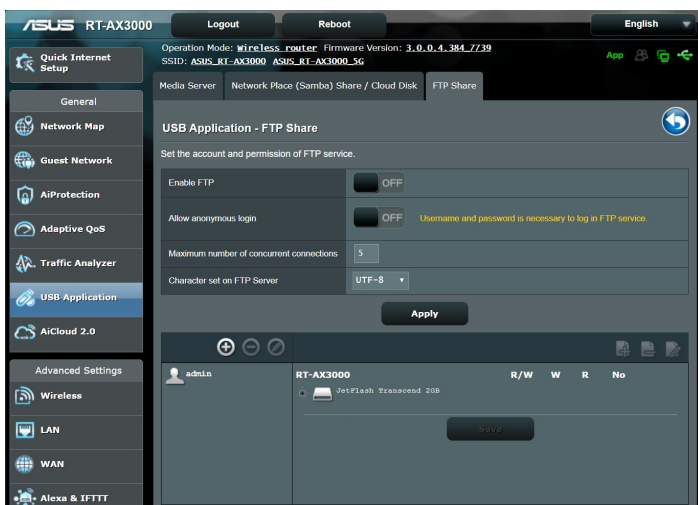 ASUS RT-AX3000
Logout
Reboot
English
Quick Internet Setup
Operation Mode: Wireless router Firmware Version: 3.0.0.4.384_7739
SSID: ASUS_RT-AX3000 ASUS_RT-AX3000_5G
App
Media Server
Network Place (Samba) Share / Cloud Disk
FTP Share
General
Network Map
Guest Network
AiProtection
Adaptive QoS
Traffic Analyzer
USB Application
AiCloud 2.0
Advanced Settings
Wireless
LAN
WAN
Alexa & IFTTT
USB Application - FTP Share
Set the account and permission of FTP service.
Enable FTP
OFF
Allow anonymous login
OFF
Username and password is necessary to log in FTP service.
Maximum number of concurrent connections
5
Character set on FTP Server
UTF-8
Apply
admin
RT-AX3000 R/W W R No
JetFlash Transcend 2GB
Save